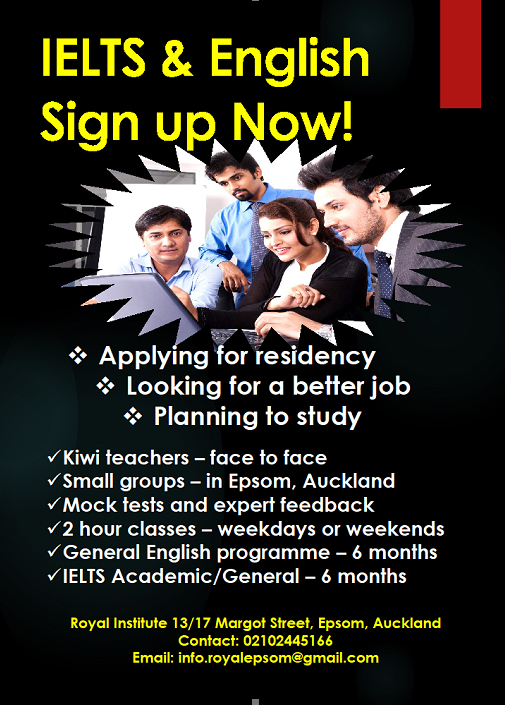 IELTS & English
Sign up Now!
❖ Applying for residency
❖ Looking for a better job
❖ Planning to study
✓Kiwi teachers – face to face
✓Small groups – in Epsom, Auckland
✓Mock tests and expert feedback
✓2 hour classes – weekdays or weekends
✓General English programme – 6 months
✓IELTS Academic/General – 6 months
Royal Institute 13/17 Margot Street, Epsom, Auckland
Contact: 02102445166
Email: info.royalepsom@gmail.com